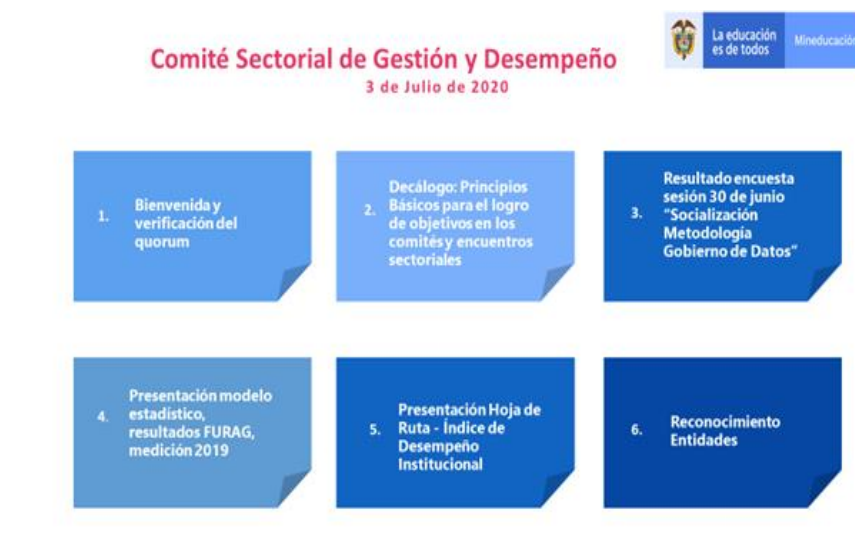 La educación
es de todos
Mineducación
Comité Sectorial de Gestión y Desempeño
3 de Julio de 2020
1. Bienvenida y
verificación del
quorum
2. Decálogo: Principios
Básicos para el logro
de objetivos en los
comités y encuentros
sectoriales
3. Resultado encuesta
sesión 30 de junio
"Socialización
Metodología
Gobierno de Datos"
4. Presentación modelo
estadístico,
resultados FURAG,
medición 2019
5. Presentación Hoja de
Ruta - Índice de
Desempeño
Institucional
6. Reconocimiento
Entidades